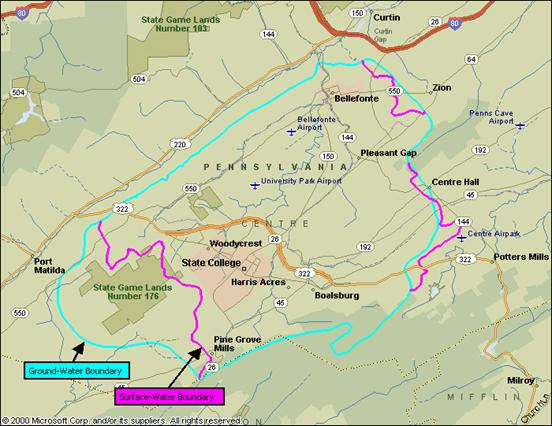 80
150
Curtin
26
80
State Game Lands
Number 103
144
Curtin
Gap
64
504
504
550
Zion
Bellefonte
Penns Cave
Airport
Bellefonte
Airport
220
144
26
150
Pleasant Gap
192
45
PENNSYLVANIA
University Park Airport
Centre Hall
550
322
144
CENTRE
Centre Airpark
Woodycrest
26
192
Port
Matilda
State College
322
Potters Mills
State Game Lands
Number 176
Harris Acres
Boalsburg
45
550
Pine Grove
Mills
26
Ground-Water Boundary
45
Surface-Water Boundary
MIFFLIN
Milroy
© 2000 Microsoft Corp. and/or its suppliers. All rights reserved.